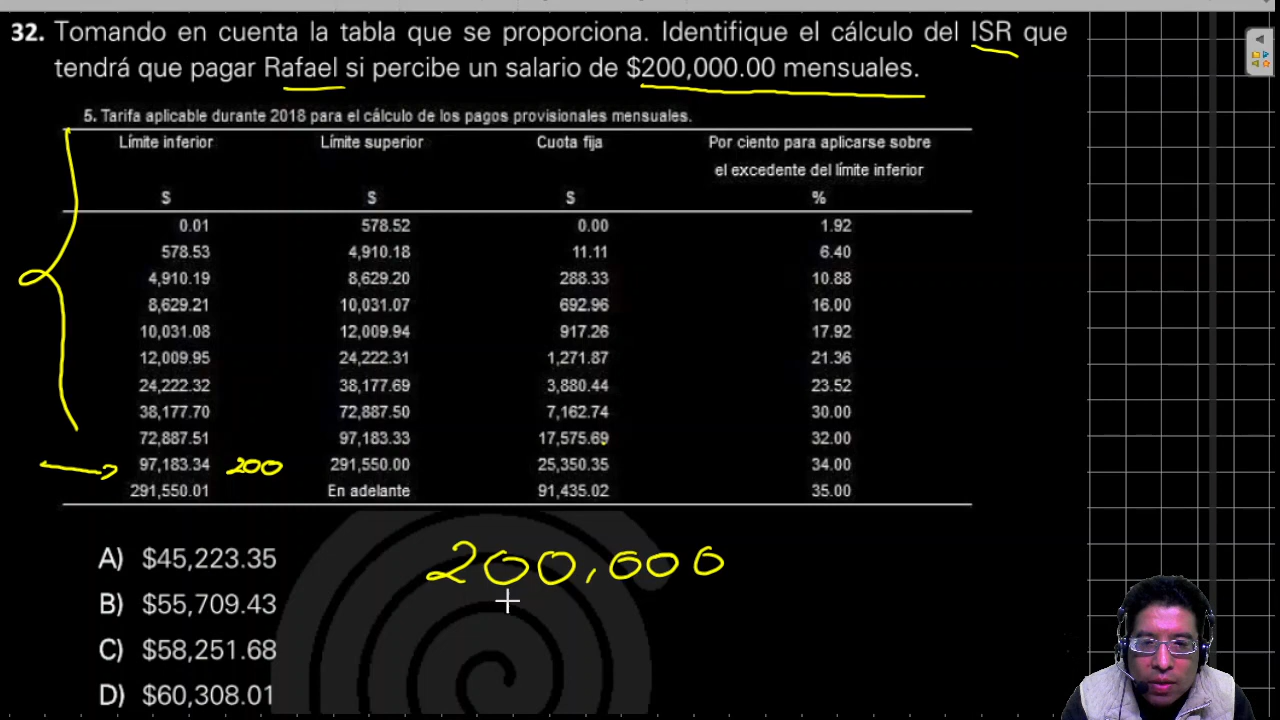 32. Tomando en cuenta la tabla que se proporciona. Identifique el cálculo del ISR que
tendrá que pagar Rafael si percibe un salario de $200,000.00 mensuales.
5. Tarifa aplicable durante 2018 para el cálculo de los pagos provisionales mensuales.
Límite inferior Límite superior Cuota fija Por ciento para aplicarse sobre
el excedente del límite inferior
$ $ $ %
0.01 578.52 0.00 1.92
578.53 4,910.18 11.11 6.40
4,910.19 8,629.20 288.33 10.88
8,629.21 10,031.07 692.96 16.00
10,031.08 12,009.94 917.26 17.92
12,009.95 24,222.31 1,271.87 21.36
24,222.32 38,177.69 3,880.44 23.52
38,177.70 72,887.50 7,162.74 30.00
72,887.51 97,183.33 17,575.69 32.00
97,183.34 200 291,550.00 25,350.35 34.00
291,550.01 En adelante 91,435.02 35.00
A) $45,223.35
200,000
B) $55,709.43
C) $58,251.68
D) $60,308.01